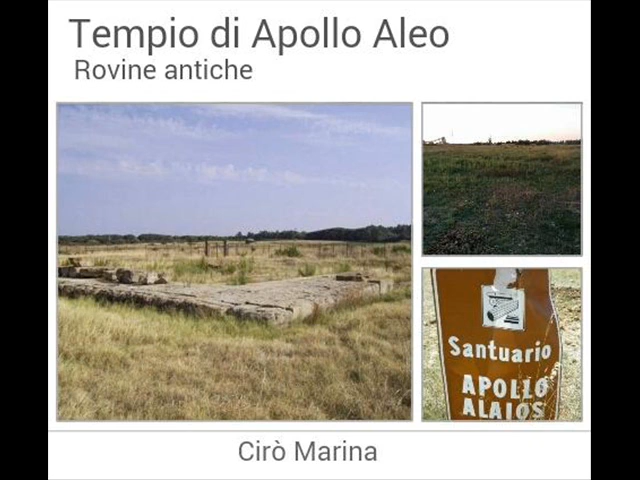 Tempio di Apollo Aleo
Rovine antiche
Santuario
APOLLO
ALAIOS
Cirò Marina